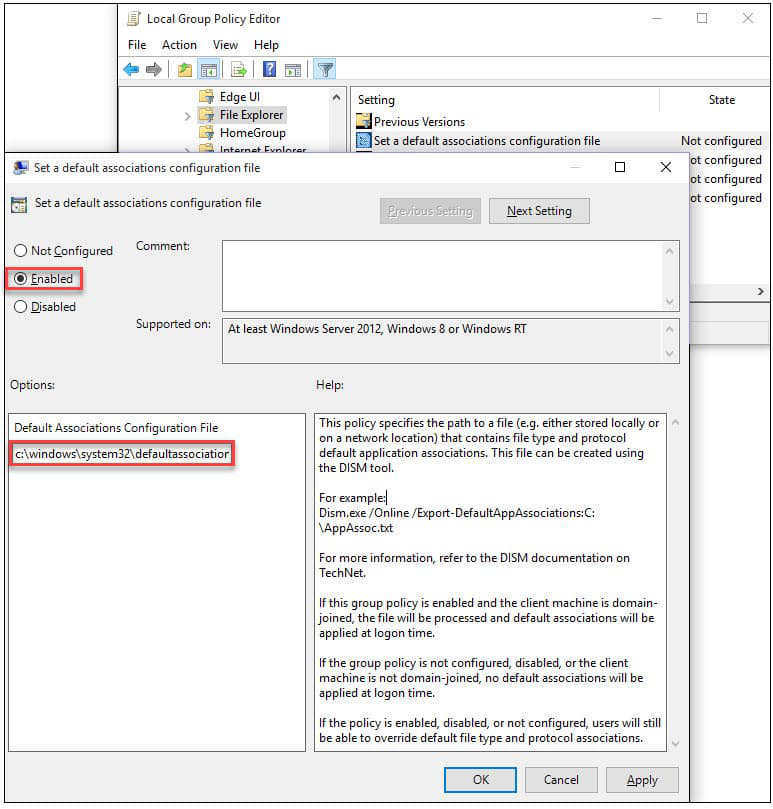 Local Group Policy Editor
File Action View Help
Edge UI
File Explorer
HomeGroup
Internet Explorer
Setting State
Previous Versions
Set a default associations configuration file Not configured
ot configured
ot configured
ot configured
Set a default associations configuration file
Set a default associations configuration file
Previous Setting Next Setting
Not Configured
Enabled
Disabled
Comment:
Supported on:
At least Windows Server 2012, Windows 8 or Windows RT
Options:
Help:
Default Associations Configuration File
c:\windows\system32\defaultassociation
This policy specifies the path to a file (e.g. either stored locally or
on a network location) that contains file type and protocol
default application associations. This file can be created using
the DISM tool.
For example:
Dism.exe /Online /Export-DefaultAppAssociations:C:
\AppAssoc.txt
For more information, refer to the DISM documentation on
TechNet.
If this group policy is enabled and the client machine is domain-
joined, the file will be processed and default associations will be
applied at logon time.
If the group policy is not configured, disabled, or the client
machine is not domain-joined, no default associations will be
applied at logon time.
If the policy is enabled, disabled, or not configured, users will still
be able to override default file type and protocol associations.
OK Cancel Apply